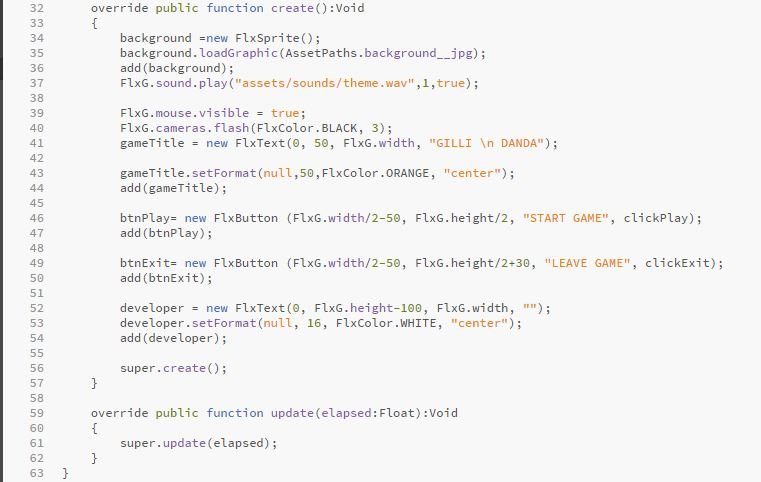 32 override public function create():Void
33 {
34 background =new FlxSprite();
35 background.loadGraphic(AssetPaths.background__jpg);
36 add(background);
37 FlxG.sound.play("assets/sounds/theme.wav",1,true);
38
39 FlxG.mouse.visible = true;
40 FlxG.cameras.flash(FlxColor.BLACK, 3);
41 gameTitle = new FlxText(0, 50, FlxG.width, "GILLI \n DANDA");
42
43 gameTitle.setFormat(null,50,FlxColor.ORANGE, "center");
44 add(gameTitle);
45
46 btnPlay= new FlxButton (FlxG.width/2-50, FlxG.height/2, "START GAME", clickPlay);
47 add(btnPlay);
48
49 btnExit= new FlxButton (FlxG.width/2-50, FlxG.height/2+30, "LEAVE GAME", clickExit);
50 add(btnExit);
51
52 developer = new FlxText(0, FlxG.height-100, FlxG.width, "");
53 developer.setFormat(null, 16, FlxColor.WHITE, "center");
54 add(developer);
55
56 super.create();
57 }
58
59 override public function update(elapsed:Float):Void
60 {
61 super.update(elapsed);
62 }
63 }